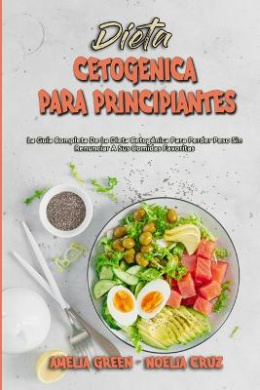 Dieta
CETOGENICA
PARA PRINCIPIANTES
La Guía Completa De La Dieta Cetogénica Para Perder Peso Sin
Renunciar A Sus Comidas Favoritas
AMELIA GREEN - NOELIA CRUZ